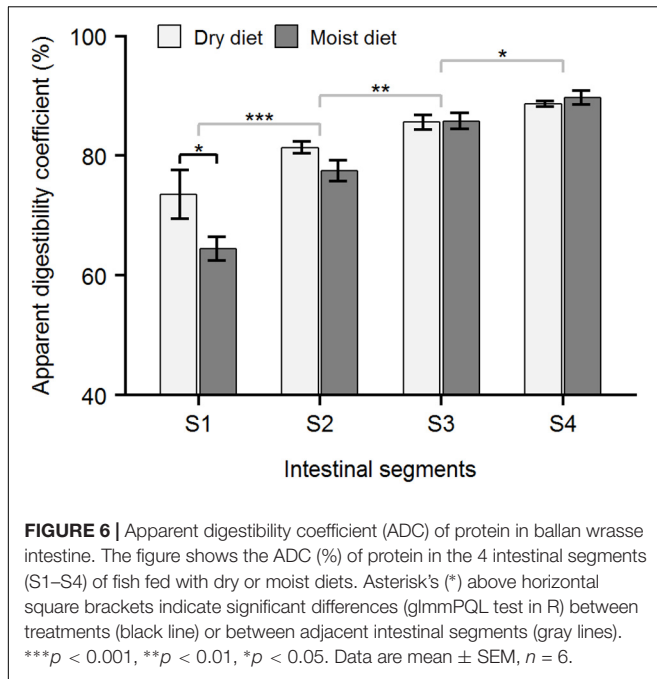 100
Dry diet Moist diet
*
**
***
80
*
60
40
S1 S2 S3 S4
Apparent digestibility coefficient (%)
Intestinal segments
FIGURE 6 | Apparent digestibility coefficient (ADC) of protein in ballan wrasse
intestine. The figure shows the ADC (%) of protein in the 4 intestinal segments
(S1–S4) of fish fed with dry or moist diets. Asterisk's (*) above horizontal
square brackets indicate significant differences (glmmPQL test in R) between
treatments (black line) or between adjacent intestinal segments (gray lines).
***p < 0.001, **p < 0.01, *p < 0.05. Data are mean ± SEM, n = 6.